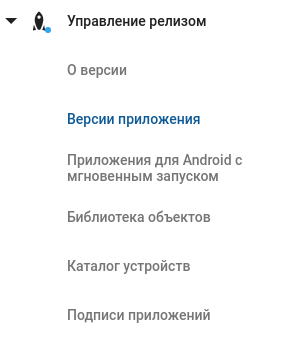 Управление релизом
О версии
Версии приложения
Приложения для Android с
мгновенным запуском
Библиотека объектов
Каталог устройств
Подписи приложений